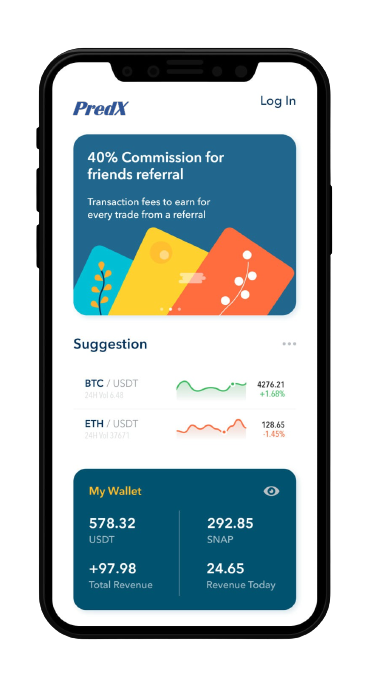 PredX
Log In
40% Commission for
friends referral
Transaction fees to earn for
every trade from a referral
Suggestion
BTC / USDT
24H Vol 6.48
4276.21
+1.68%
ETH / USDT
24H Vol 37671
128.65
-1.45%
My Wallet
578.32
USDT
292.85
SNAP
+97.98
Total Revenue
24.65
Revenue Today